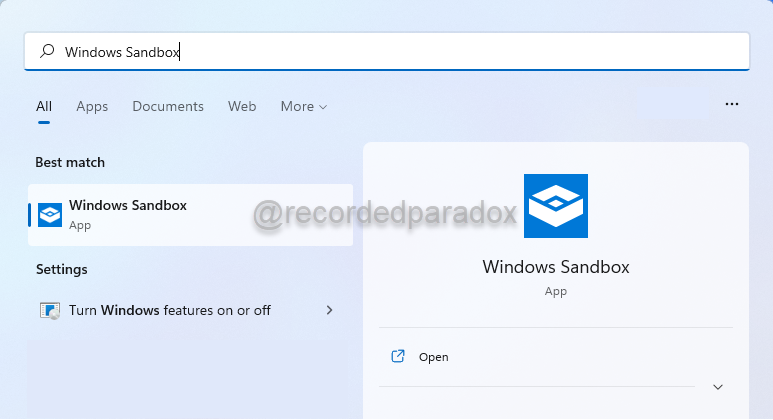 Windows Sandbox
All Apps Documents Web More
Best match
Windows Sandbox
App
@recordedparadox
Settings
Turn Windows features on or off
Windows Sandbox
App
Open